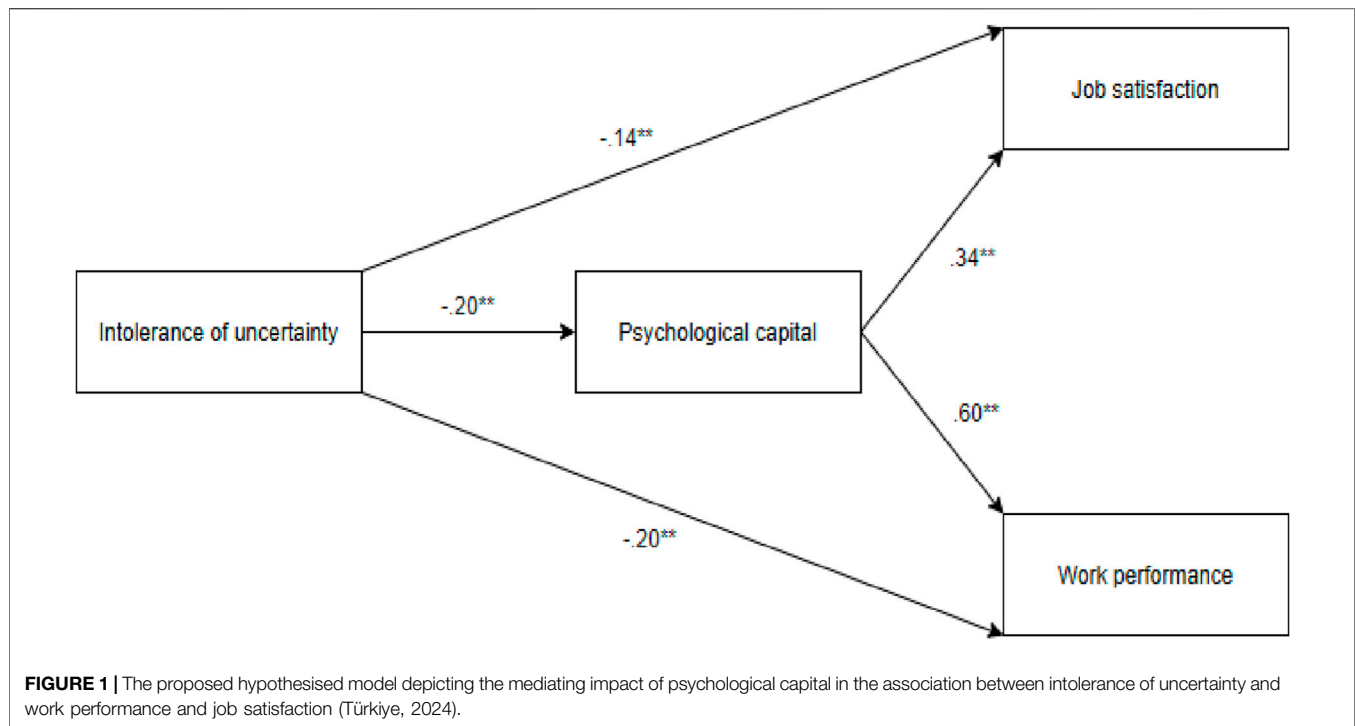 Job satisfaction
-.14**
.34**
-.20**
Intolerance of uncertainty
Psychological capital
.60**
-.20**
Work performance
FIGURE 1 | The proposed hypothesised model depicting the mediating impact of psychological capital in the association between intolerance of uncertainty and
work performance and job satisfaction (Türkiye, 2024).